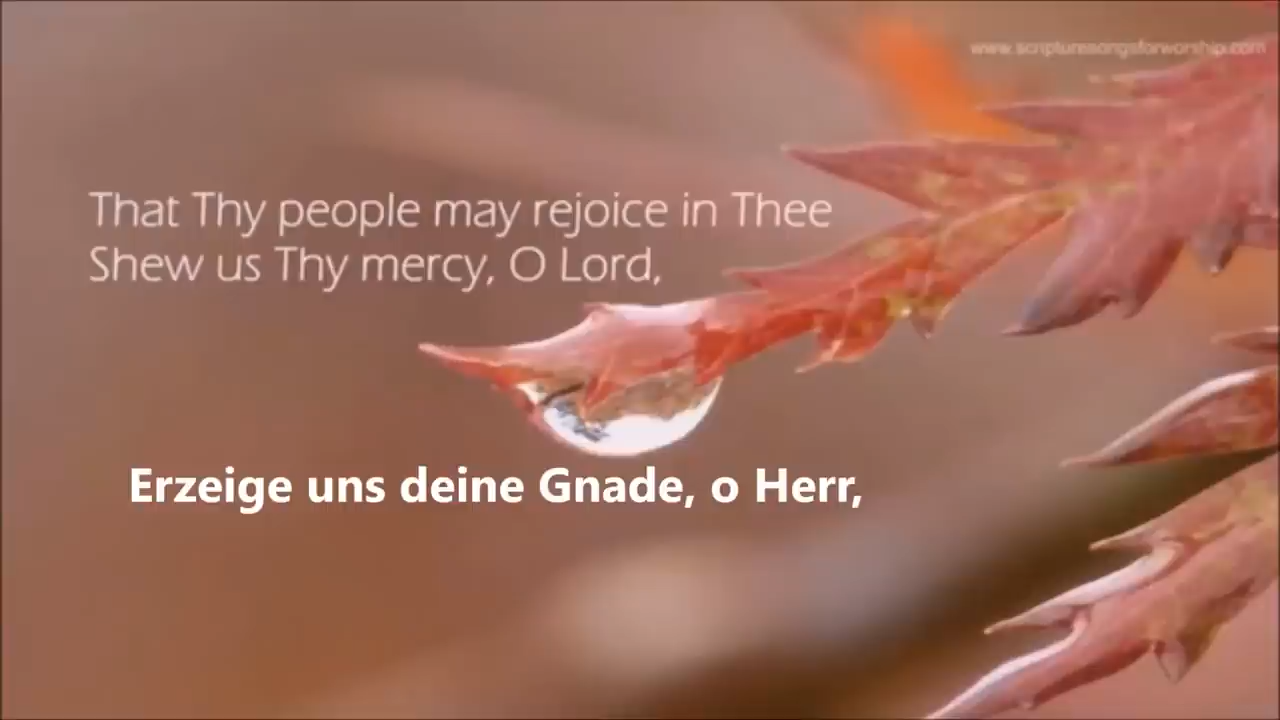 www.scripturesongsforworship.com
That Thy people may rejoice in Thee
Shew us Thy mercy, O Lord,
Erzeige uns deine Gnade, o Herr,